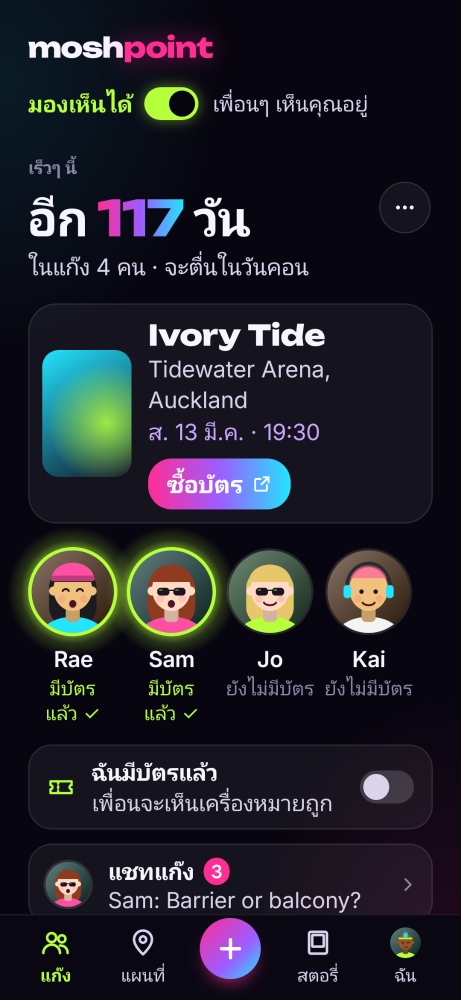 moshpoint
มองเห็นได้ เพื่อนๆ เห็นคุณอยู่
เร็วๆ นี้
อีก 117 วัน
ในแก๊ง 4 คน · จะตื่นในวันคอน
Ivory Tide
Tidewater Arena,
Auckland
ส. 13 มี.ค. · 19:30
ซื้อบัตร
Rae Sam Jo Kai
มีบัตร มีบัตร ยังไม่มีบัตร ยังไม่มีบัตร
แล้ว ✓ แล้ว ✓
ฉันมีบัตรแล้ว
เพื่อนจะเห็นเครื่องหมายถูก
แชทแก๊ง 3
Sam: Barrier or balcony?
แก๊ง แผนที่ สตอรี่ ฉัน